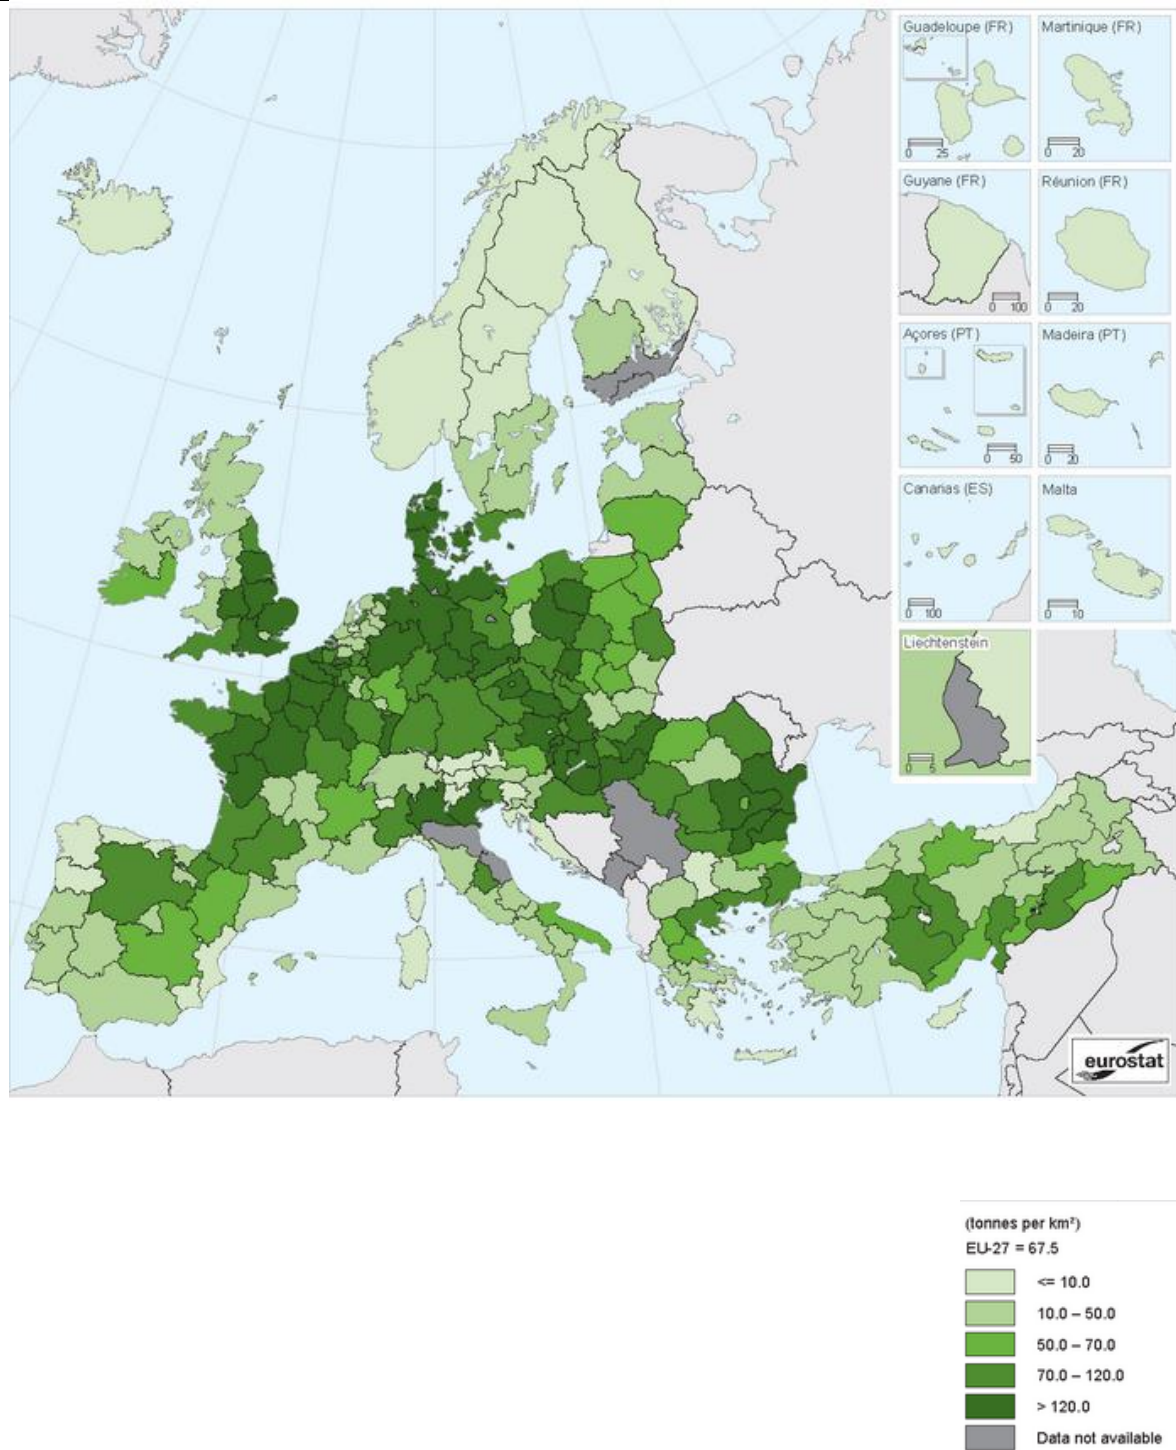 Guadeloupe (FR)
0 25
Martinique (FR)
0 20
Guyane (FR)
0 100
Réunion (FR)
0 20
Açores (PT)
0 50
Madeira (PT)
0 20
Canarias (ES)
0 100
Malta
0 10
Liechtenstein
0 5
eurostat
(tonnes per km²)
EU-27 = 67.5
<= 10.0
10.0 – 50.0
50.0 – 70.0
70.0 – 120.0
> 120.0
Data not available